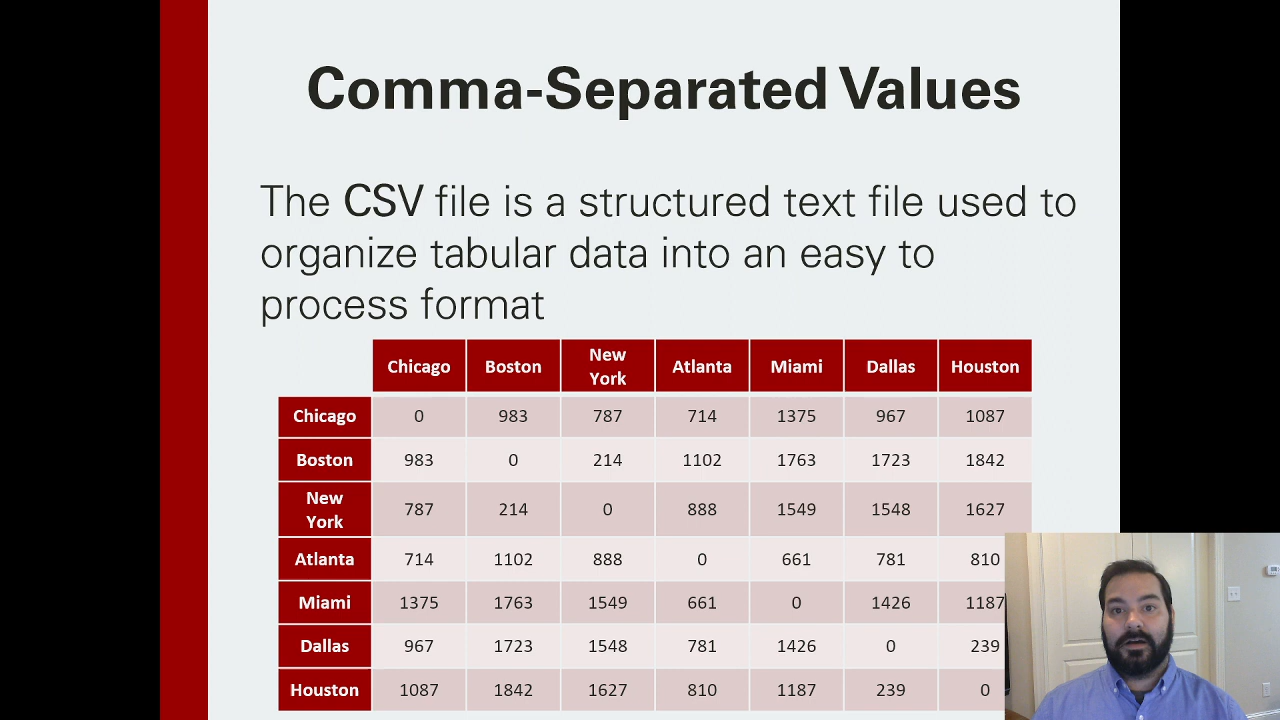 Comma-Separated Values
The CSV file is a structured text file used to
organize tabular data into an easy to
process format
Chicago Boston New York Atlanta Miami Dallas Houston
Chicago 0 983 787 714 1375 967 1087
Boston 983 0 214 1102 1763 1723 1842
New York 787 214 0 888 1549 1548 1627
Atlanta 714 1102 888 0 661 781 810
Miami 1375 1763 1549 661 0 1426 1187
Dallas 967 1723 1548 781 1426 0 239
Houston 1087 1842 1627 810 1187 239 0